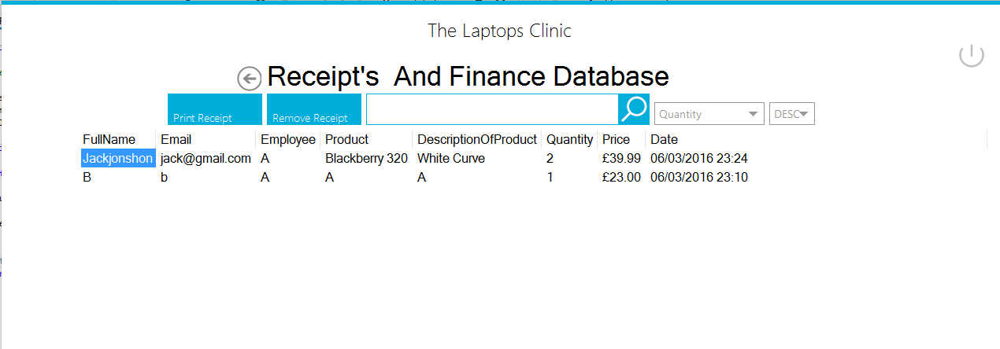 The Laptops Clinic
Receipt's And Finance Database
Print Receipt Remove Receipt Quantity DESC
FullName Email Employee Product DescriptionOfProduct Quantity Price Date
Jackjonshon jack@gmail.com A Blackberry 320 White Curve 2 £39.99 06/03/2016 23:24
B b A A A 1 £23.00 06/03/2016 23:10